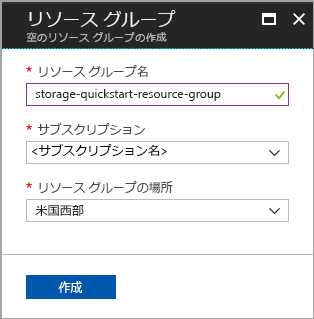 リソース グループ
空のリソース グループの作成
* リソース グループ名
storage-quickstart-resource-group
* サブスクリプション
<サブスクリプション名>
* リソース グループの場所
米国西部
作成